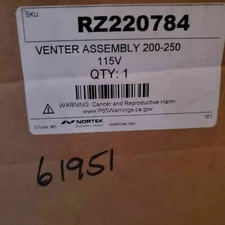 SKU
RZ220784
VENTER ASSEMBLY 200-250
115V
QTY: 1
WARNING: Cancer and Reproductive Harm
www.P65Warnings.ca.gov
NORTEK
61951